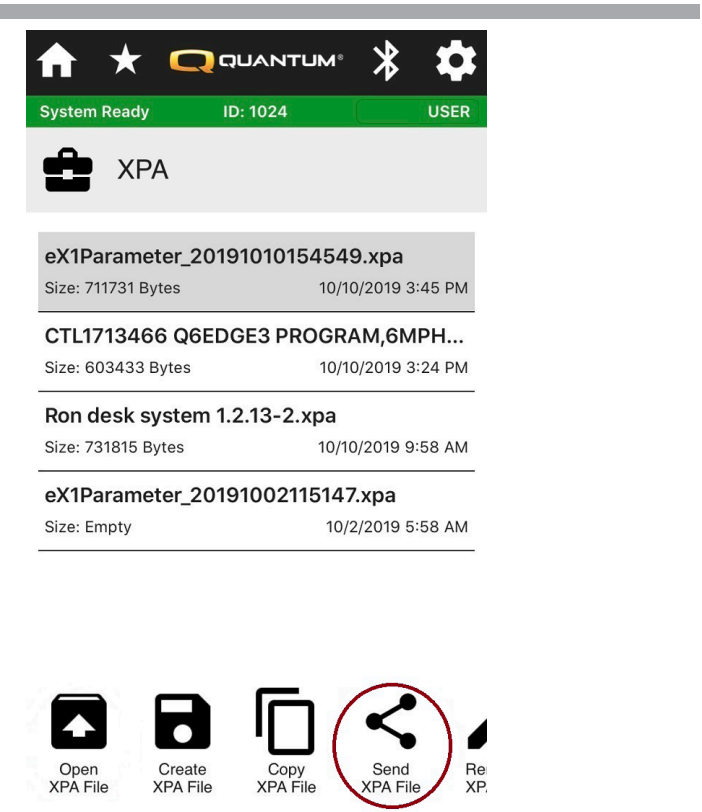 QUANTUM®
System Ready ID: 1024 USER
XPA
eX1Parameter_20191010154549.xpa
Size: 711731 Bytes 10/10/2019 3:45 PM
CTL1713466 Q6EDGE3 PROGRAM,6MPH...
Size: 603433 Bytes 10/10/2019 3:24 PM
Ron desk system 1.2.13-2.xpa
Size: 731815 Bytes 10/10/2019 9:58 AM
eX1Parameter_20191002115147.xpa
Size: Empty 10/2/2019 5:58 AM
Open Create Copy Send
XPA File XPA File XPA File XPA File